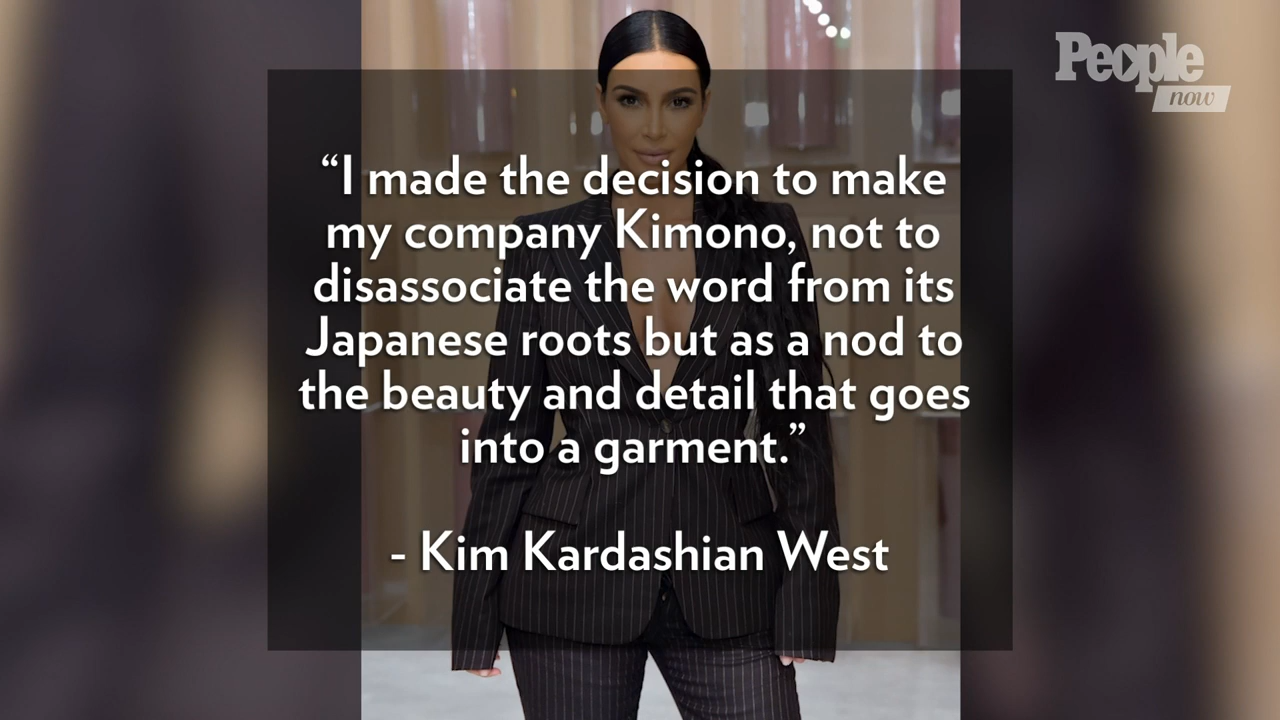 People
now
“I made the decision to make
my company Kimono, not to
disassociate the word from its
Japanese roots but as a nod to
the beauty and detail that goes
into a garment.”
- Kim Kardashian West